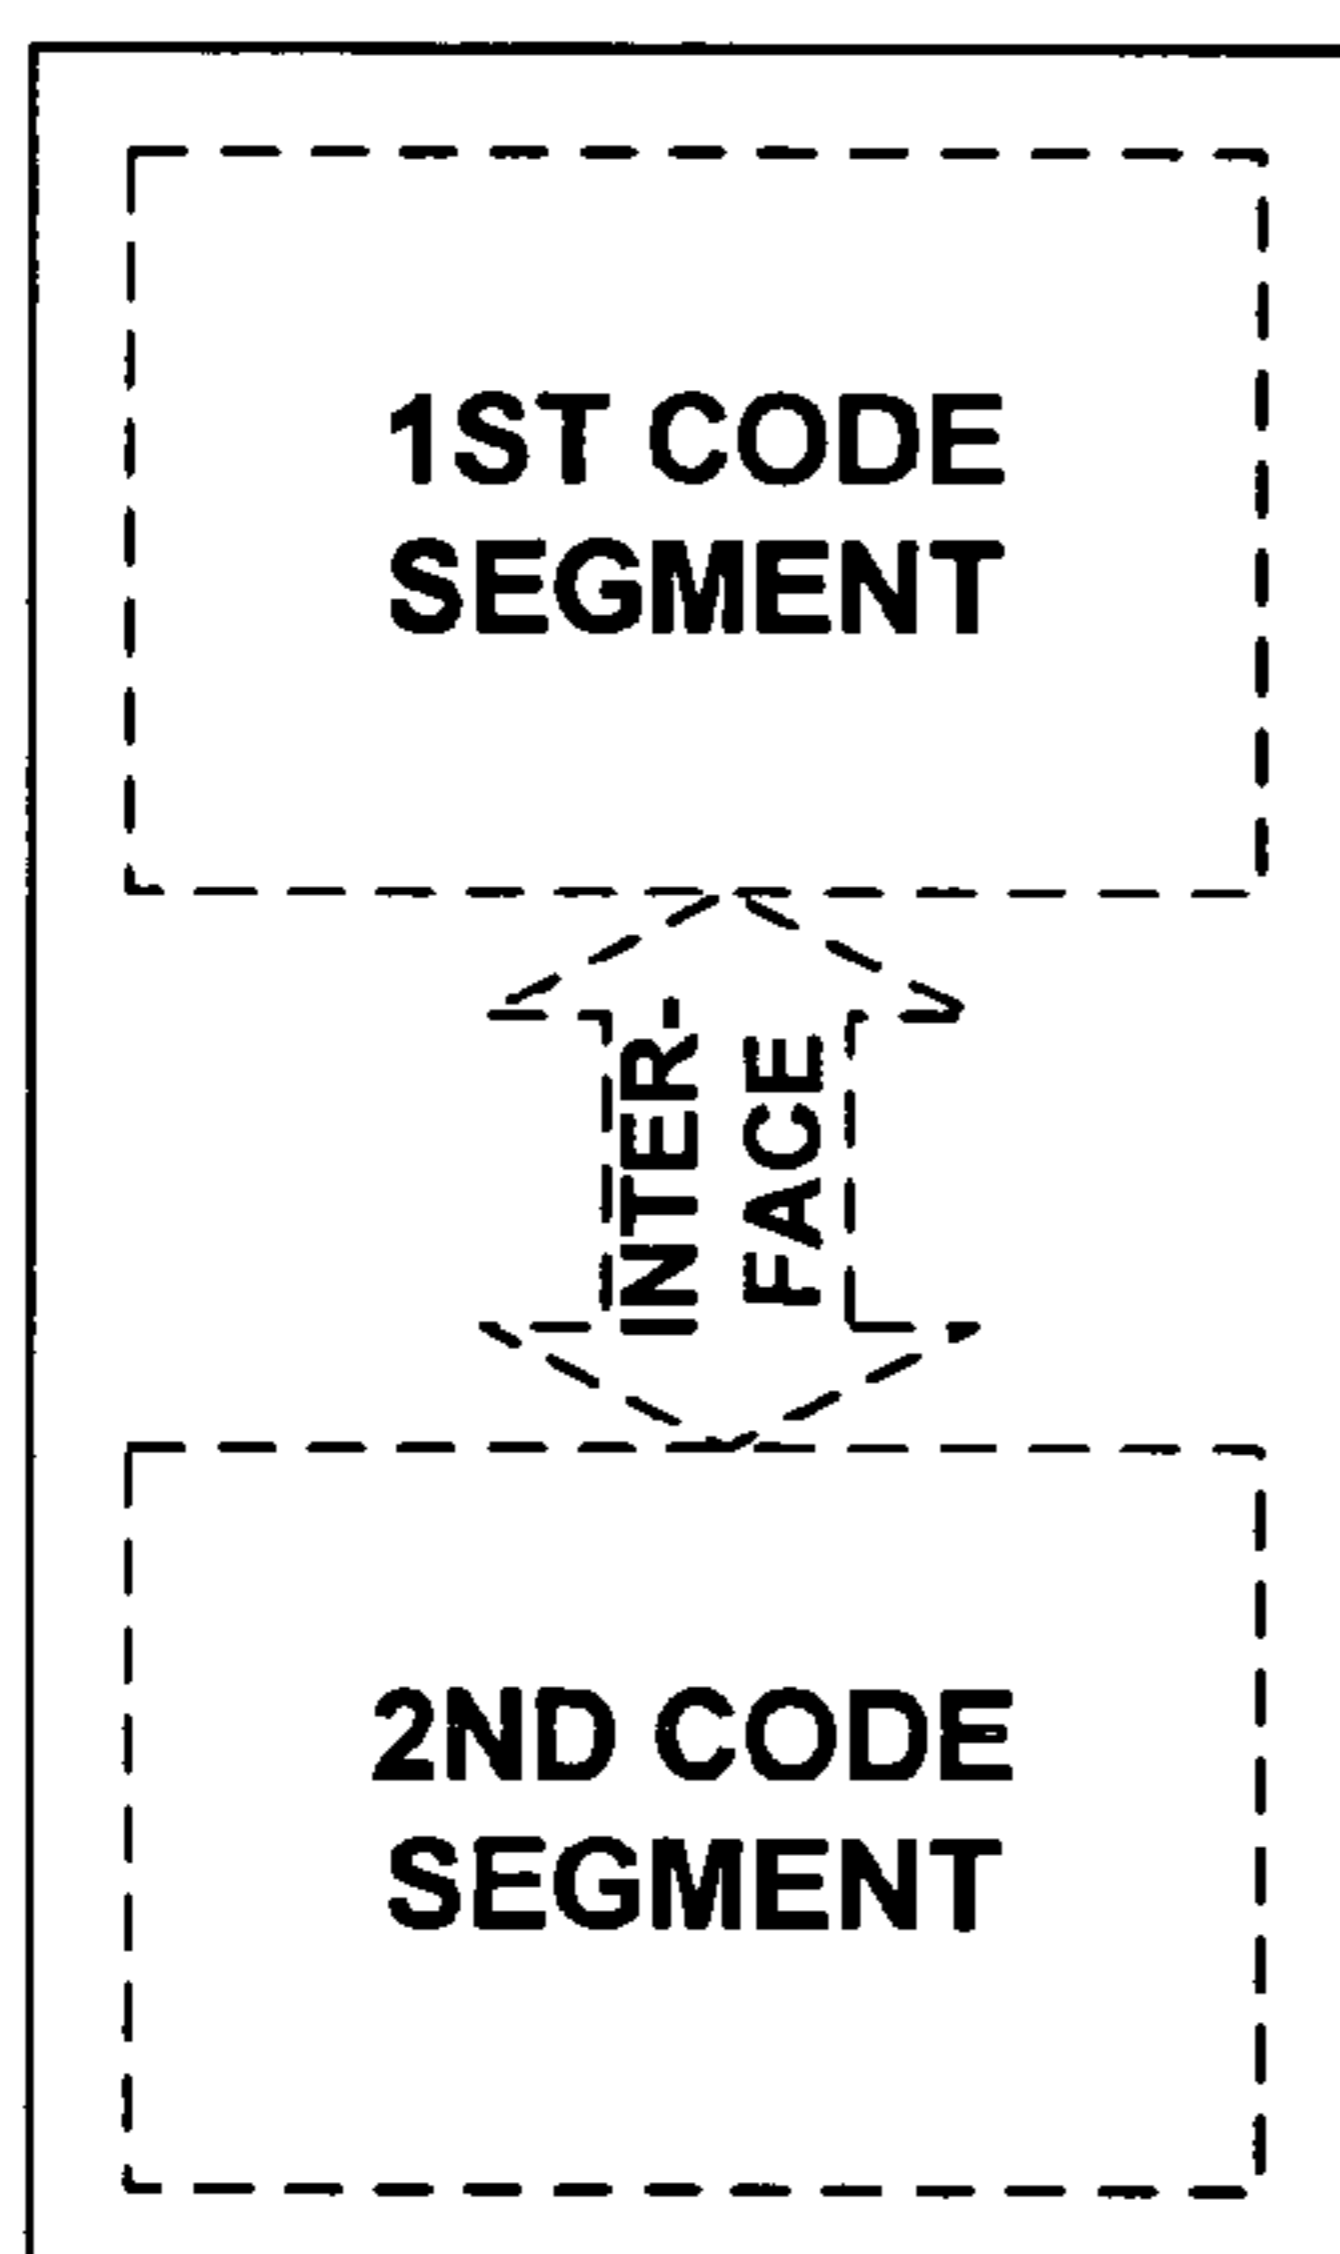 1ST CODE
SEGMENT
INTER-
FACE
2ND CODE
SEGMENT